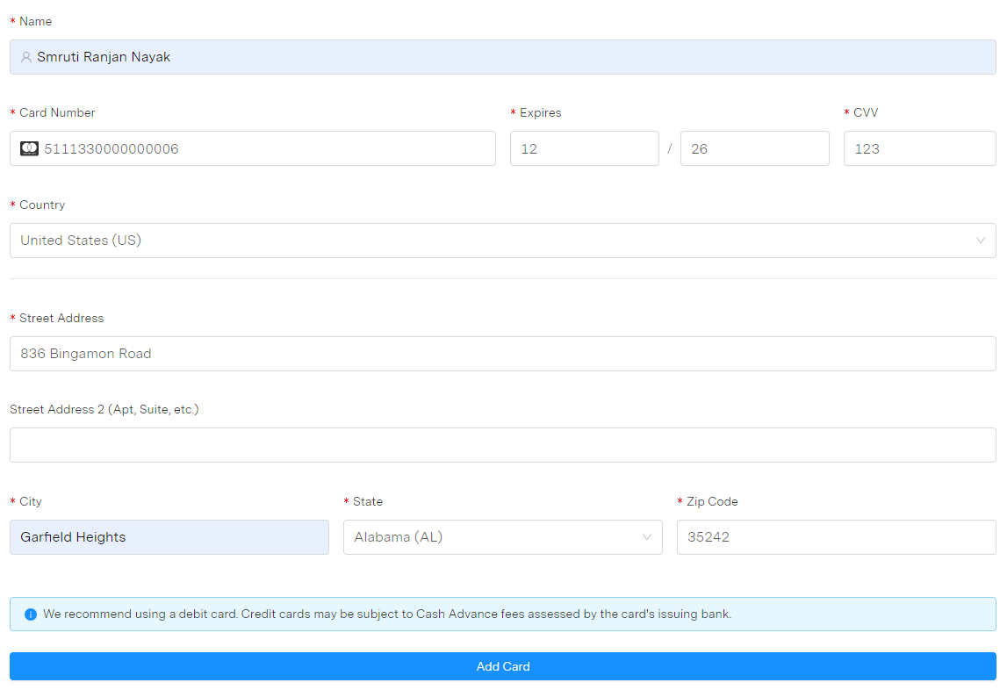 * Name
Smruti Ranjan Nayak
* Card Number * Expires * CVV
5111330000000006 12 / 26 123
* Country
United States (US)
* Street Address
836 Bingamon Road
Street Address 2 (Apt, Suite, etc.)
* City * State * Zip Code
Garfield Heights Alabama (AL) 35242
We recommend using a debit card. Credit cards may be subject to Cash Advance fees assessed by the card's issuing bank.
Add Card